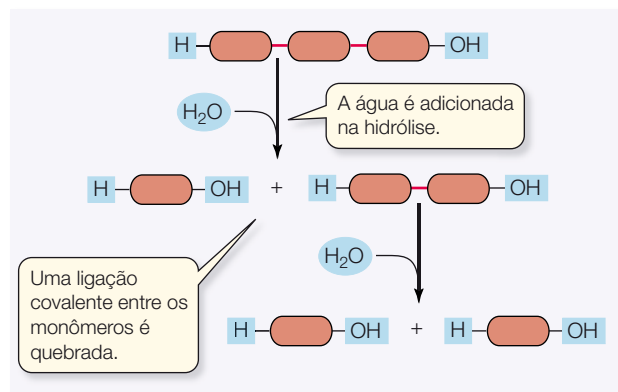 H OH
H₂O
A água é adicionada
na hidrólise.
H OH + H OH
H₂O
Uma ligação
covalente entre os
monômeros é
quebrada.
H OH + H OH